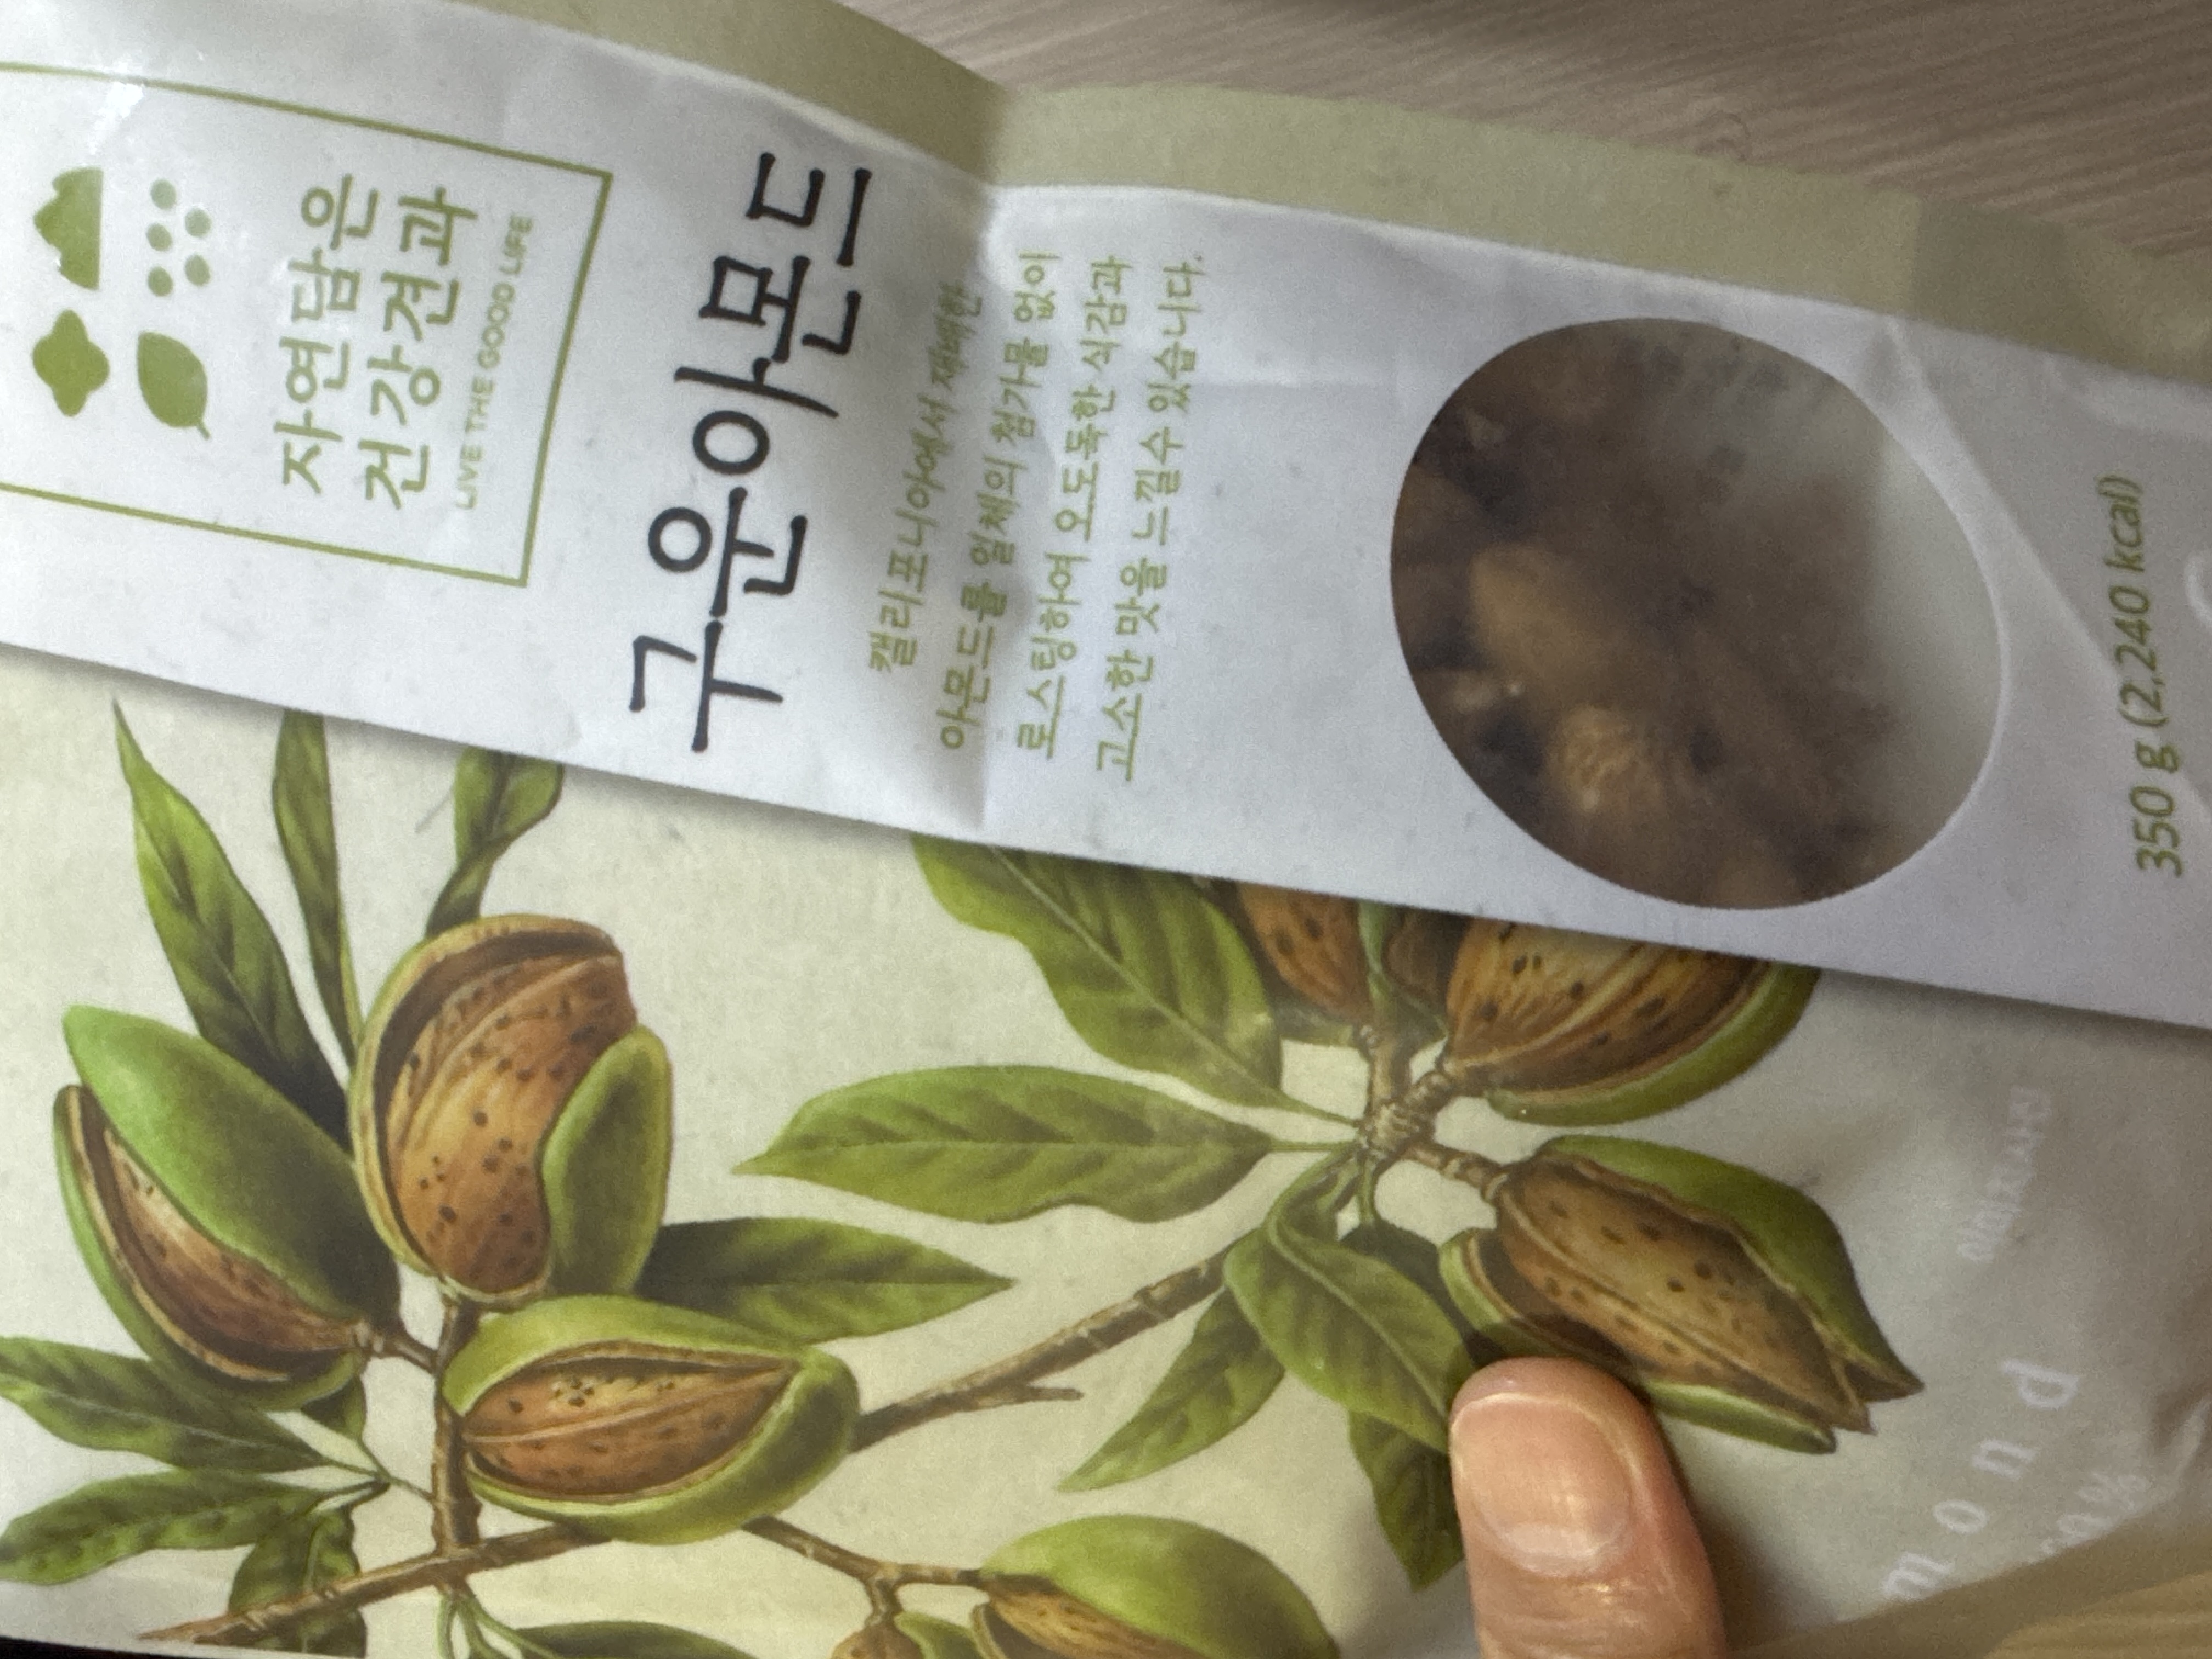 자연담은
건강견과
LIVE THE GOOD LIFE
구운아몬드
캘리포니아에서 재배한
아몬드를 일체의 첨가물 없이
로스팅하여 오도독한 식감과
고소한 맛을 느낄수 있습니다.
350 g (2,240 kcal)
mond